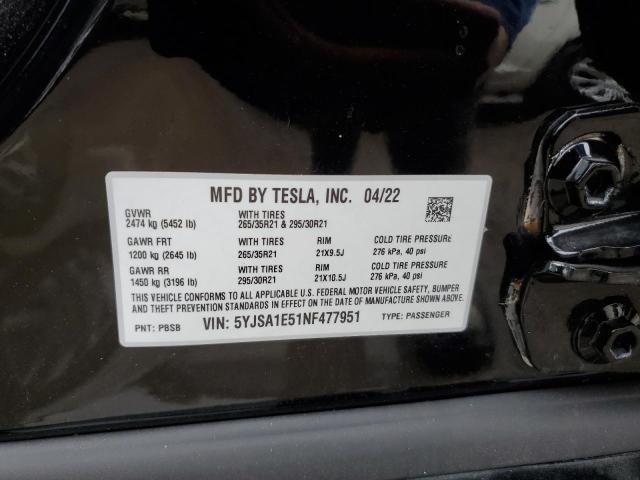 MFD BY TESLA, INC. 04/22
GVWR
2474 kg (5452 lb) WITH TIRES
265/35R21 & 295/30R21
GAWR FRT
1200 kg (2645 lb) WITH TIRES
265/35R21 RIM
21X9.5J COLD TIRE PRESSURE
276 kPa, 40 psi
GAWR RR
1450 kg (3196 lb) WITH TIRES
295/30R21 RIM
21X10.5J COLD TIRE PRESSURE
276 kPa, 40 psi
THIS VEHICLE CONFORMS TO ALL APPLICABLE U.S. FEDERAL MOTOR VEHICLE SAFETY, BUMPER
AND THEFT PREVENTION STANDARDS IN EFFECT ON THE DATE OF MANUFACTURE SHOWN ABOVE.
PNT: PBSB VIN: 5YJSA1E51NF477951 TYPE: PASSENGER